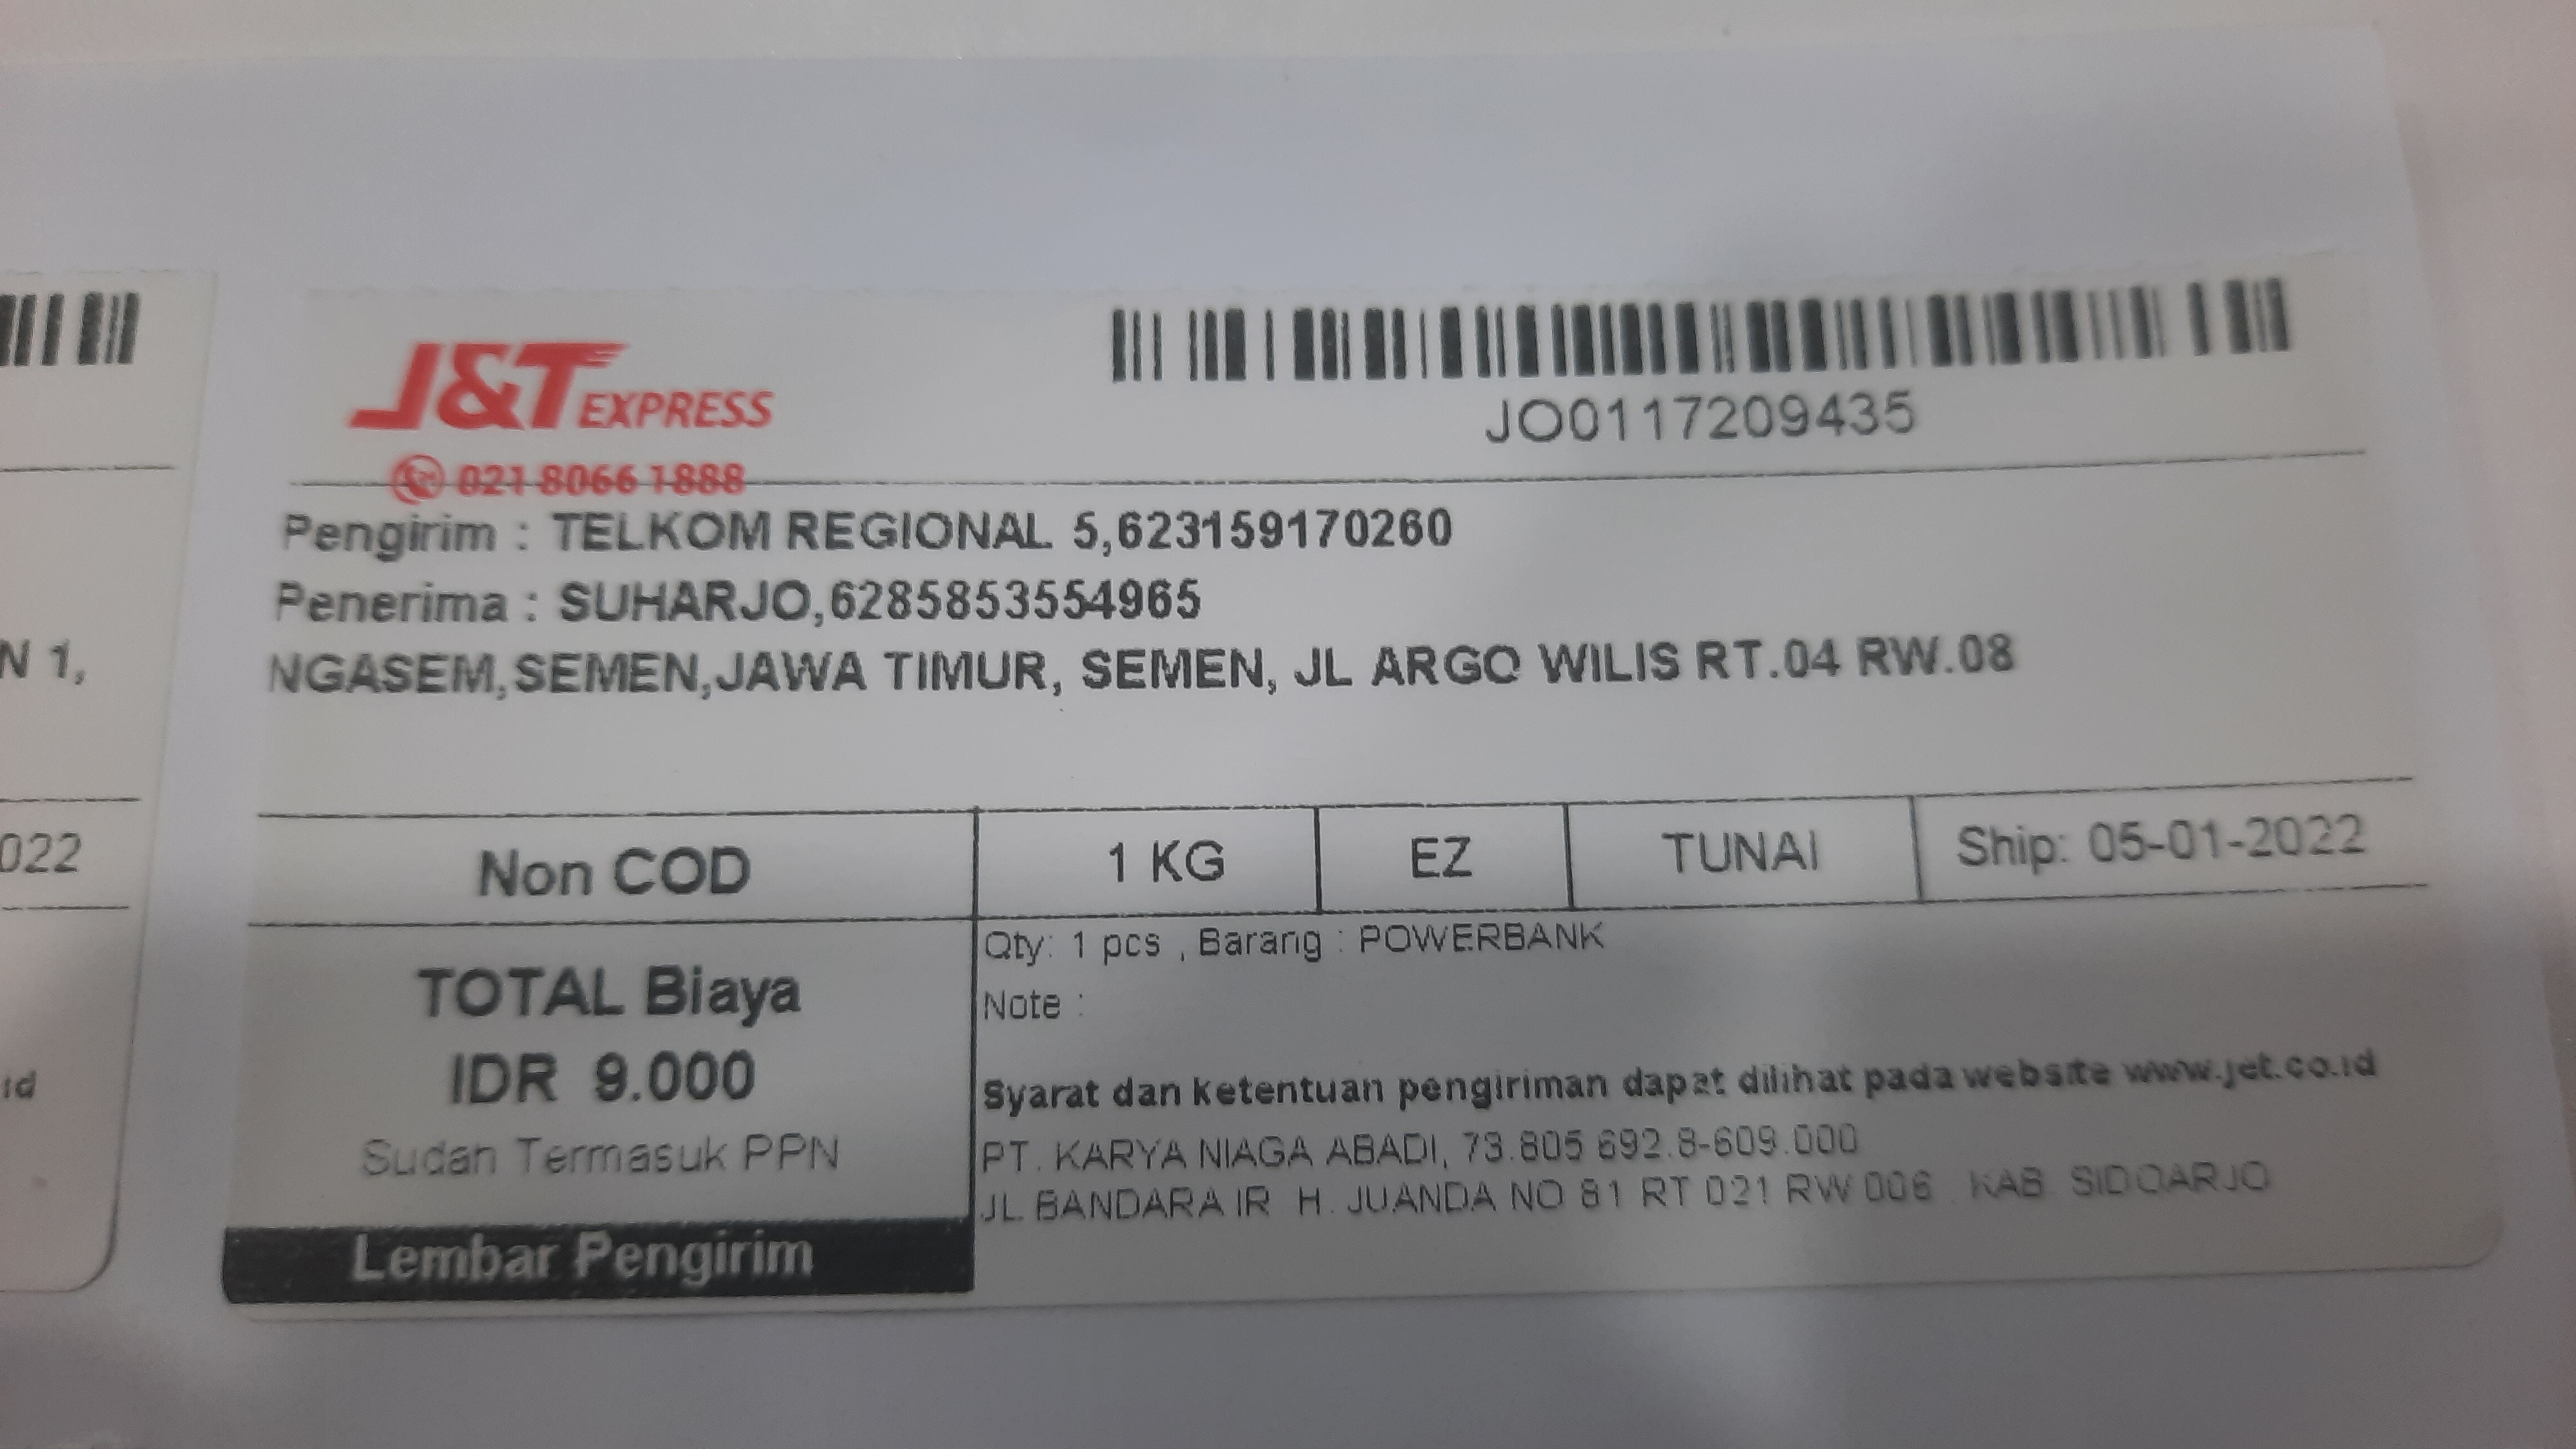 J&T EXPRESS
021-8066-1888
JO0117209435
Pengirim : TELKOM REGIONAL 5,6231591170260
Penerima : SUHARJO,6285853554965
NGASEM,SEMEN,JAWA TIMUR, SEMEN, JL ARGO WILIS RT.04 RW.08
Non COD
1 KG
EZ
TUNAI
Ship: 05-01-2022
TOTAL Biaya
IDR 9.000
Sudah Termasuk PPN
Lembar Pengirim
Qty: 1 pcs , Barang : POWERBANK
Note :
Syarat dan ketentuan pengiriman dapat dilihat pada website www.jet.co.id
PT. KARYA NIAGA ABADI, 73.805.692.8-609.000
JL. BANDARA IR. H. JUANDA NO 81 RT 021 RW 006 . KAB. SIDOARJO
N 1,
022
id